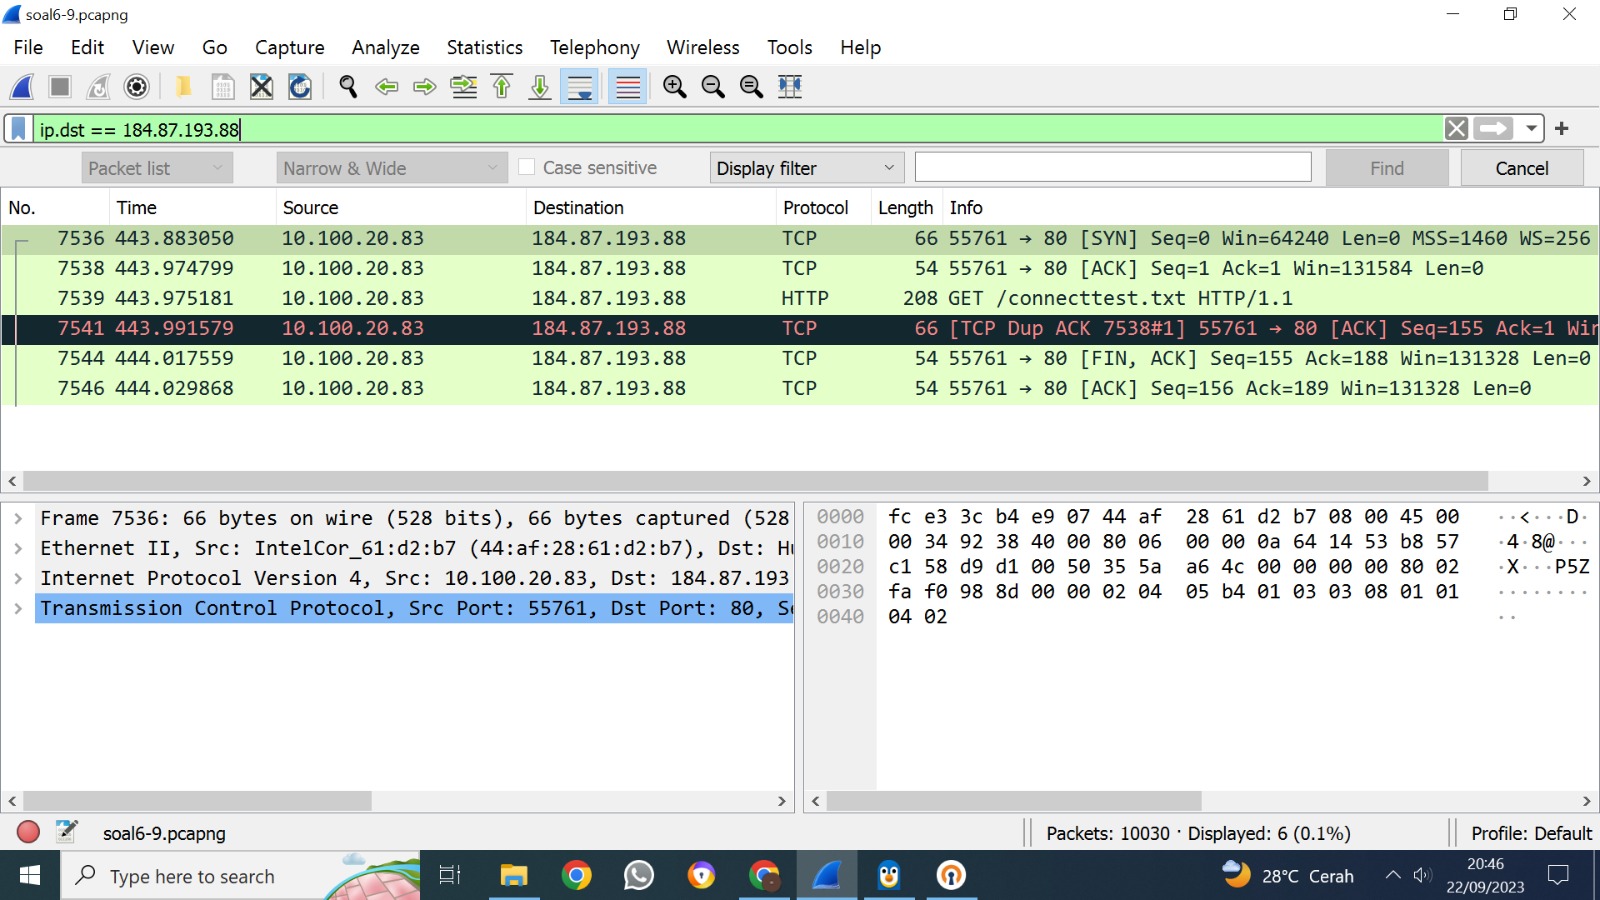 soal6-9.pcapng
File Edit View Go Capture Analyze Statistics Telephony Wireless Tools Help
ip.dst == 184.87.193.88
Packet list Narrow & Wide Case sensitive Display filter Find Cancel
No. Time Source Destination Protocol Length Info
7536 443.883050 10.100.20.83 184.87.193.88 TCP 66 55761 → 80 [SYN] Seq=0 Win=64240 Len=0 MSS=1460 WS=256
7538 443.974799 10.100.20.83 184.87.193.88 TCP 54 55761 → 80 [ACK] Seq=1 Ack=1 Win=131584 Len=0
7539 443.975181 10.100.20.83 184.87.193.88 HTTP 208 GET /connecttest.txt HTTP/1.1
7541 443.991579 10.100.20.83 184.87.193.88 TCP 66 [TCP Dup ACK 7538#1] 55761 → 80 [ACK] Seq=155 Ack=1 Win
7544 444.017559 10.100.20.83 184.87.193.88 TCP 54 55761 → 80 [FIN, ACK] Seq=155 Ack=188 Win=131328 Len=0
7546 444.029868 10.100.20.83 184.87.193.88 TCP 54 55761 → 80 [ACK] Seq=156 Ack=189 Win=131328 Len=0
Frame 7536: 66 bytes on wire (528 bits), 66 bytes captured (528
Ethernet II, Src: IntelCor_61:d2:b7 (44:af:28:61:d2:b7), Dst:
Internet Protocol Version 4, Src: 10.100.20.83, Dst: 184.87.193
Transmission Control Protocol, Src Port: 55761, Dst Port: 80,
0000 fc e3 3c b4 e9 07 44 af 28 61 d2 b7 08 00 45 00 ··<···D·
0010 00 34 92 38 40 00 80 06 00 00 0a 64 14 53 b8 57 ·4·8@···
0020 c1 58 d9 d1 00 50 35 5a a6 4c 00 00 00 00 80 02 ·X···P5Z
0030 fa f0 98 8d 00 00 02 04 05 b4 01 03 03 08 01 01 ········
0040 04 02 ··
soal6-9.pcapng Packets: 10030 · Displayed: 6 (0.1%) Profile: Default
Type here to search 28°C Cerah 20:46
22/09/2023